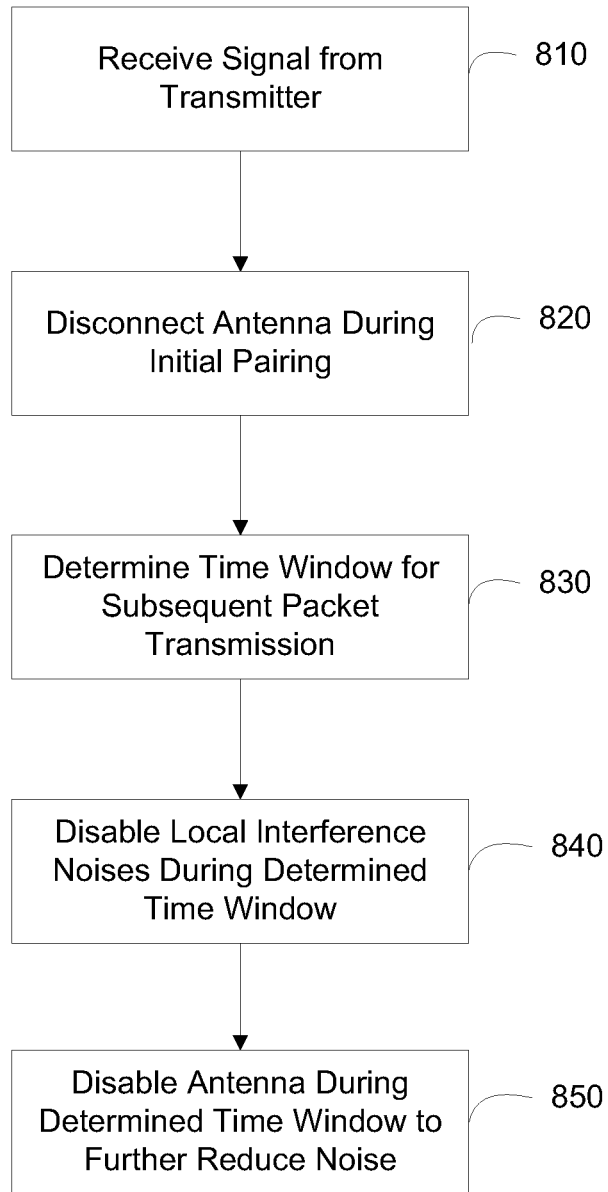 Receive Signal from
Transmitter
810
Disconnect Antenna During
Initial Pairing
820
Determine Time Window for
Subsequent Packet
Transmission
830
Disable Local Interference
Noises During Determined
Time Window
840
Disable Antenna During
Determined Time Window to
Further Reduce Noise
850